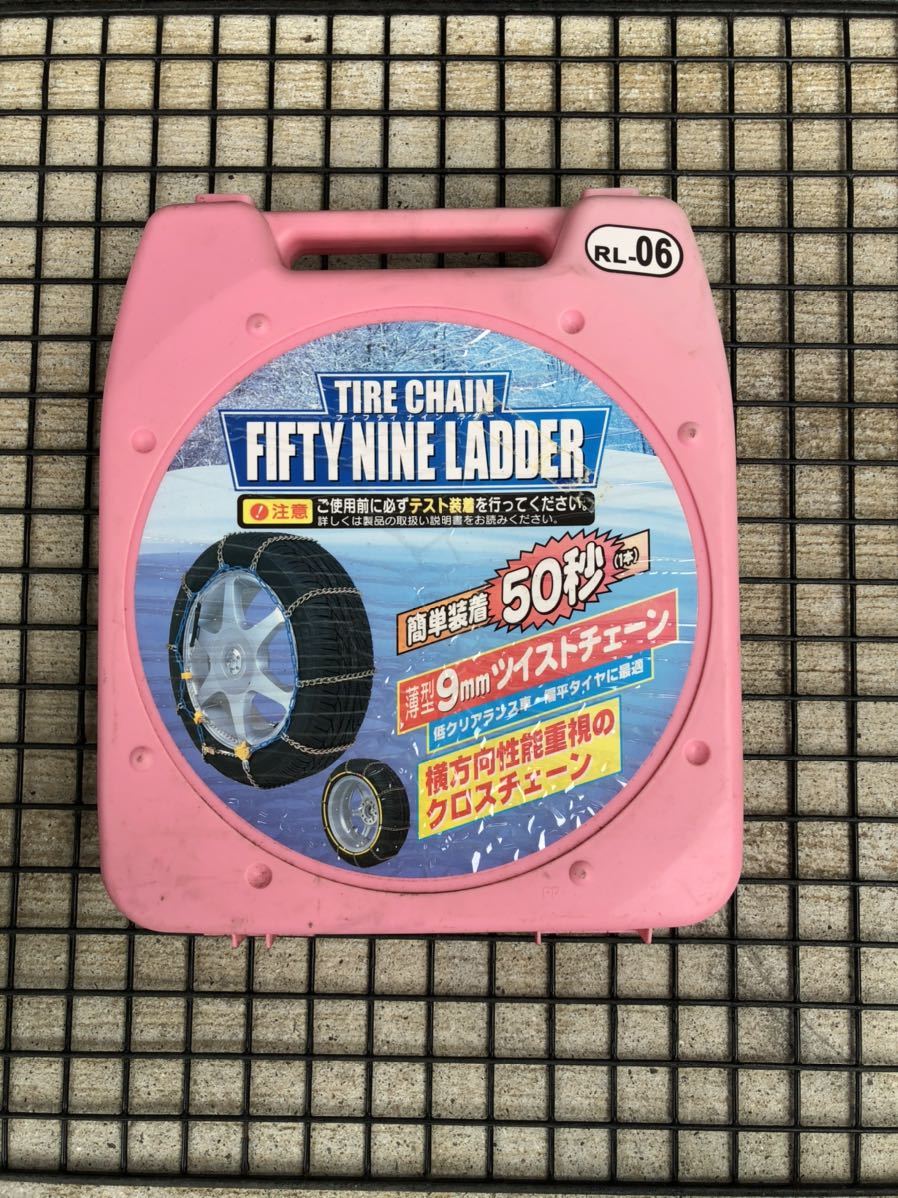 RL-06
TIRE CHAIN
フィフティ ナイン ラダー
FIFTY NINE LADDER
! 注意
ご使用前に必ずテスト装着を行ってください。
詳しくは製品の取扱い説明書をお読みください。
簡単装着 50秒 (1本)
薄型 9mm ツイストチェーン
低クリアランス車・扁平タイヤに最適
横方向性能重視の
クロスチェーン